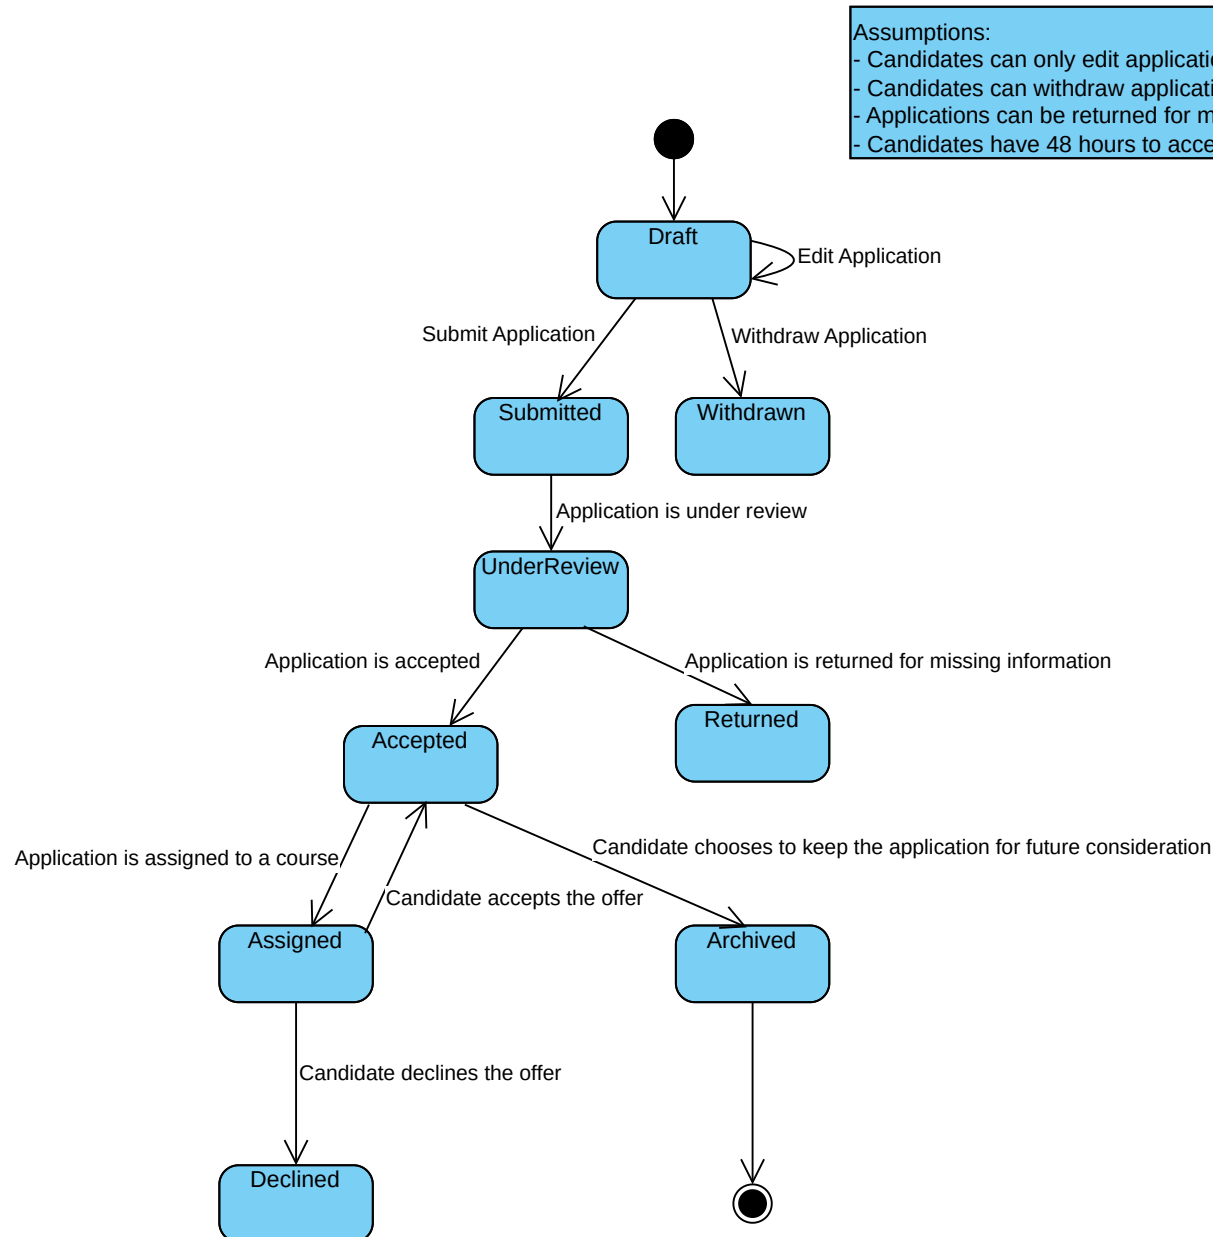 Assumptions:
- Candidates can only edit
- Candidates can withdraw
- Applications can be returned for
- Candidates have 48 hours to
Draft
Edit Application
Submit Application
Withdraw Application
Submitted
Withdrawn
Application is under review
UnderReview
Application is accepted
Application is returned for missing information
Accepted
Returned
Application is assigned to a course
Candidate chooses to keep the application for future consideration
Candidate accepts the offer
Assigned
Archived
Candidate declines the offer
Declined